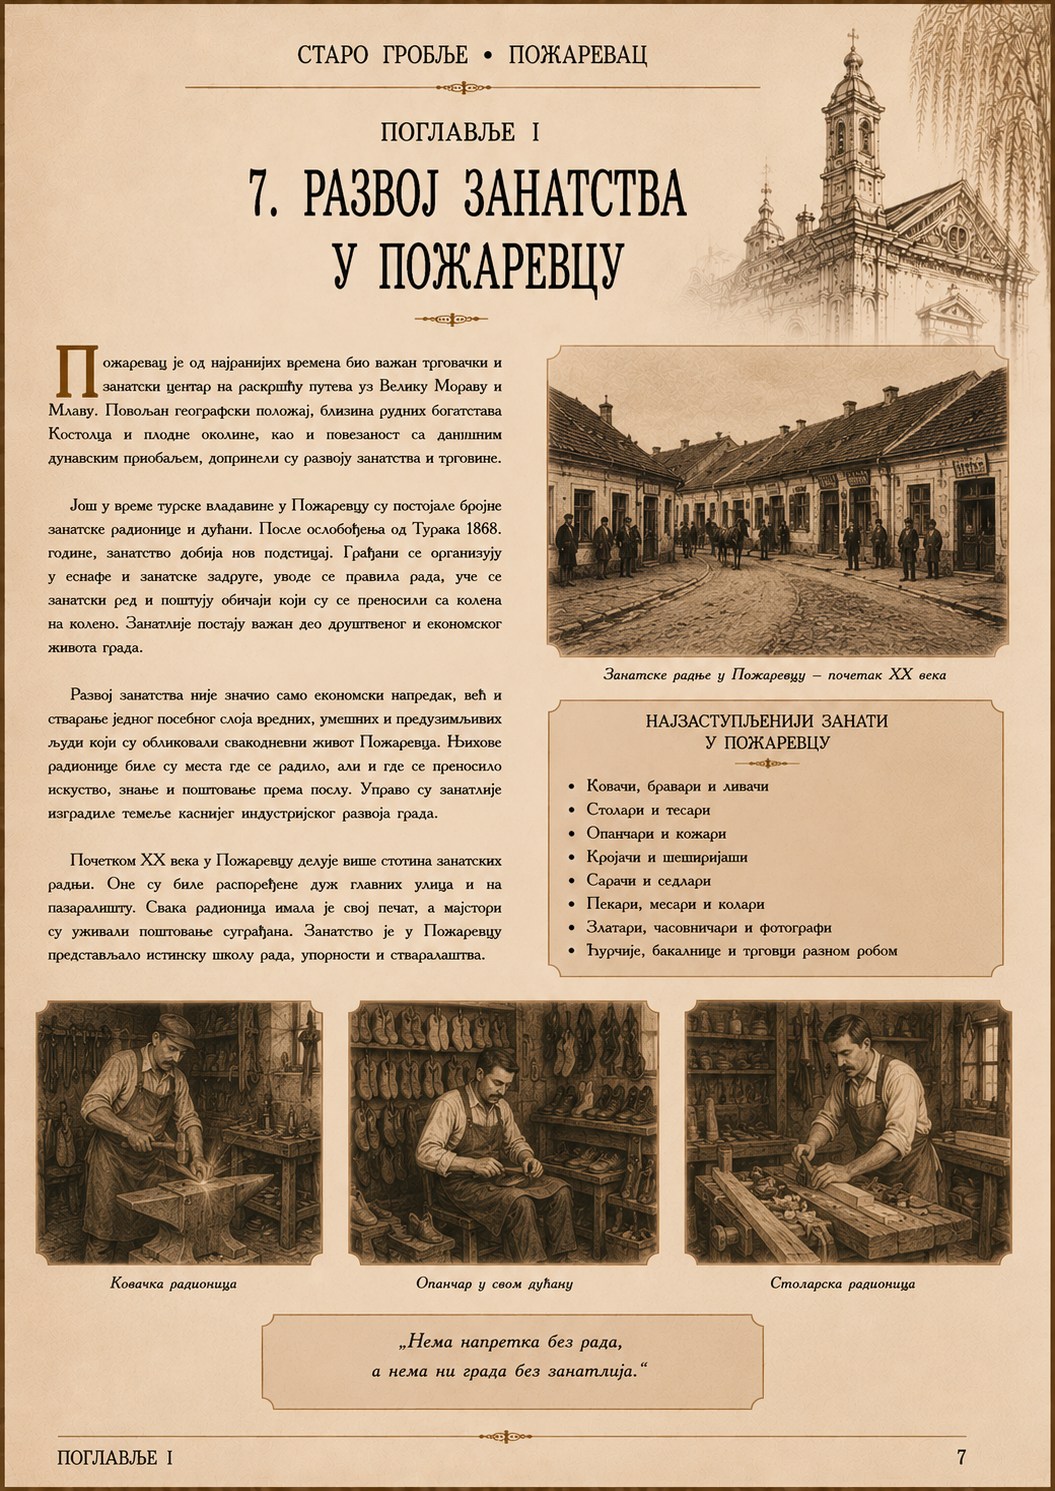 СТАРО ГРОБЉЕ • ПОЖАРЕВАЦ
ПОГЛАВЉЕ I
7. РАЗВОЈ ЗАНАТСТВА
У ПОЖАРЕВЦУ
Пожаревац је од најранијих времена био важан трговачки и
занатски центар на раскршћу путева уз Велику Мораву и
Млаву. Повољан географски положај, близина рудних богатстава
Костолца и плодне околине, као и повезаност са
дунавским приобаљем, допринели су развоју занатства и трговине.
Још у време турске владавине у Пожаревцу су постојале бројне
занатске радионице и дућани. После ослобођења од Турака 1868.
године, занатство добија нов подстицај. Грађани се организују
у еснафе и занатске задруге, уводе се правила рада, уче се
занатски ред и поштују обичаји који су се преносили са колена
на колено. Занатлије постају важан део друштвеног и економског
живота града.
Развој занатства није значио само економски напредак, већ и
стварање једног посебног слоја вредних, умешних и предузимљивих
људи који су обликовали свакодневни живот Пожаревца. Њихове
радионице биле су места где се радило, али и где се преносило
искуство, знање и поштовање према послу. Управо су занатлије
изградиле темеље каснијег индустријског развоја града.
Почетком XX века у Пожаревцу делује више стотина занатских
радњи. Оне су биле распоређене дуж главних улица и на
пазаралишту. Свака радионица имала је свој печат, а мајстори
су уживали поштовање суграђана. Занатство је у Пожаревцу
представљало истинску школу рада, упорности и стваралаштва.
Занатске радње у Пожаревцу – почетак XX века
НАЈЗАСТУПЉЕНИЈИ ЗАНАТИ
У ПОЖАРЕВЦУ
• Ковачи, бравари и ливачи
• Столари и тесари
• Опанчари и кожари
• Кројачи и шеширијаши
• Сарачи и седлари
• Пекари, месари и колари
• Златари, часовничари и фотографи
• Ћурчије, бакалнице и трговци разном робом
Ковачка радионица
Опанчар у свом дућану
Столарска радионица
„Нема напретка без рада,
а нема ни града без занатлија.“
ПОГЛАВЉЕ I
7